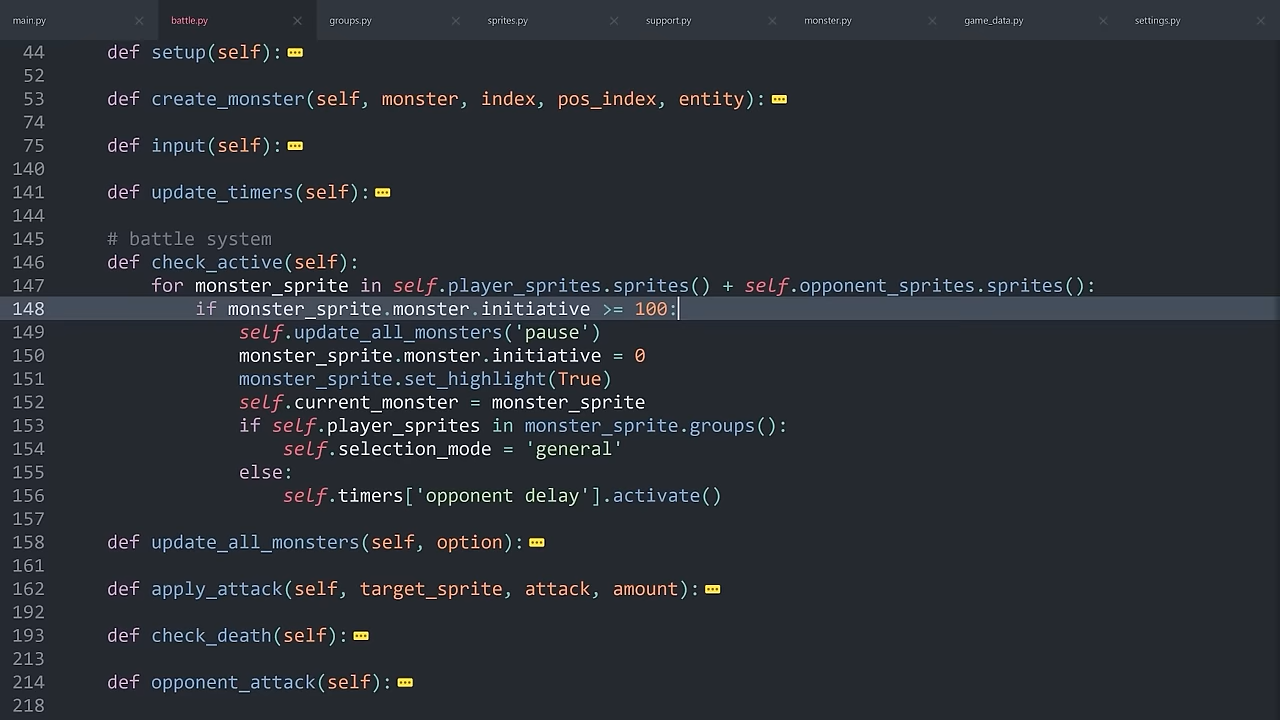 main.py battle.py groups.py sprites.py support.py monster.py game_data.py settings.py
44 def setup(self):
52
53 def create_monster(self, monster, index, pos_index, entity):
74
75 def input(self):
140
141 def update_timers(self):
144
145 # battle system
146 def check_active(self):
147 for monster_sprite in self.player_sprites.sprites() + self.opponent_sprites.sprites():
148 if monster_sprite.monster.initiative >= 100:
149 self.update_all_monsters('pause')
150 monster_sprite.monster.initiative = 0
151 monster_sprite.set_highlight(True)
152 self.current_monster = monster_sprite
153 if self.player_sprites in monster_sprite.groups():
154 self.selection_mode = 'general'
155 else:
156 self.timers['opponent delay'].activate()
157
158 def update_all_monsters(self, option):
161
162 def apply_attack(self, target_sprite, attack, amount):
192
193 def check_death(self):
213
214 def opponent_attack(self):
218